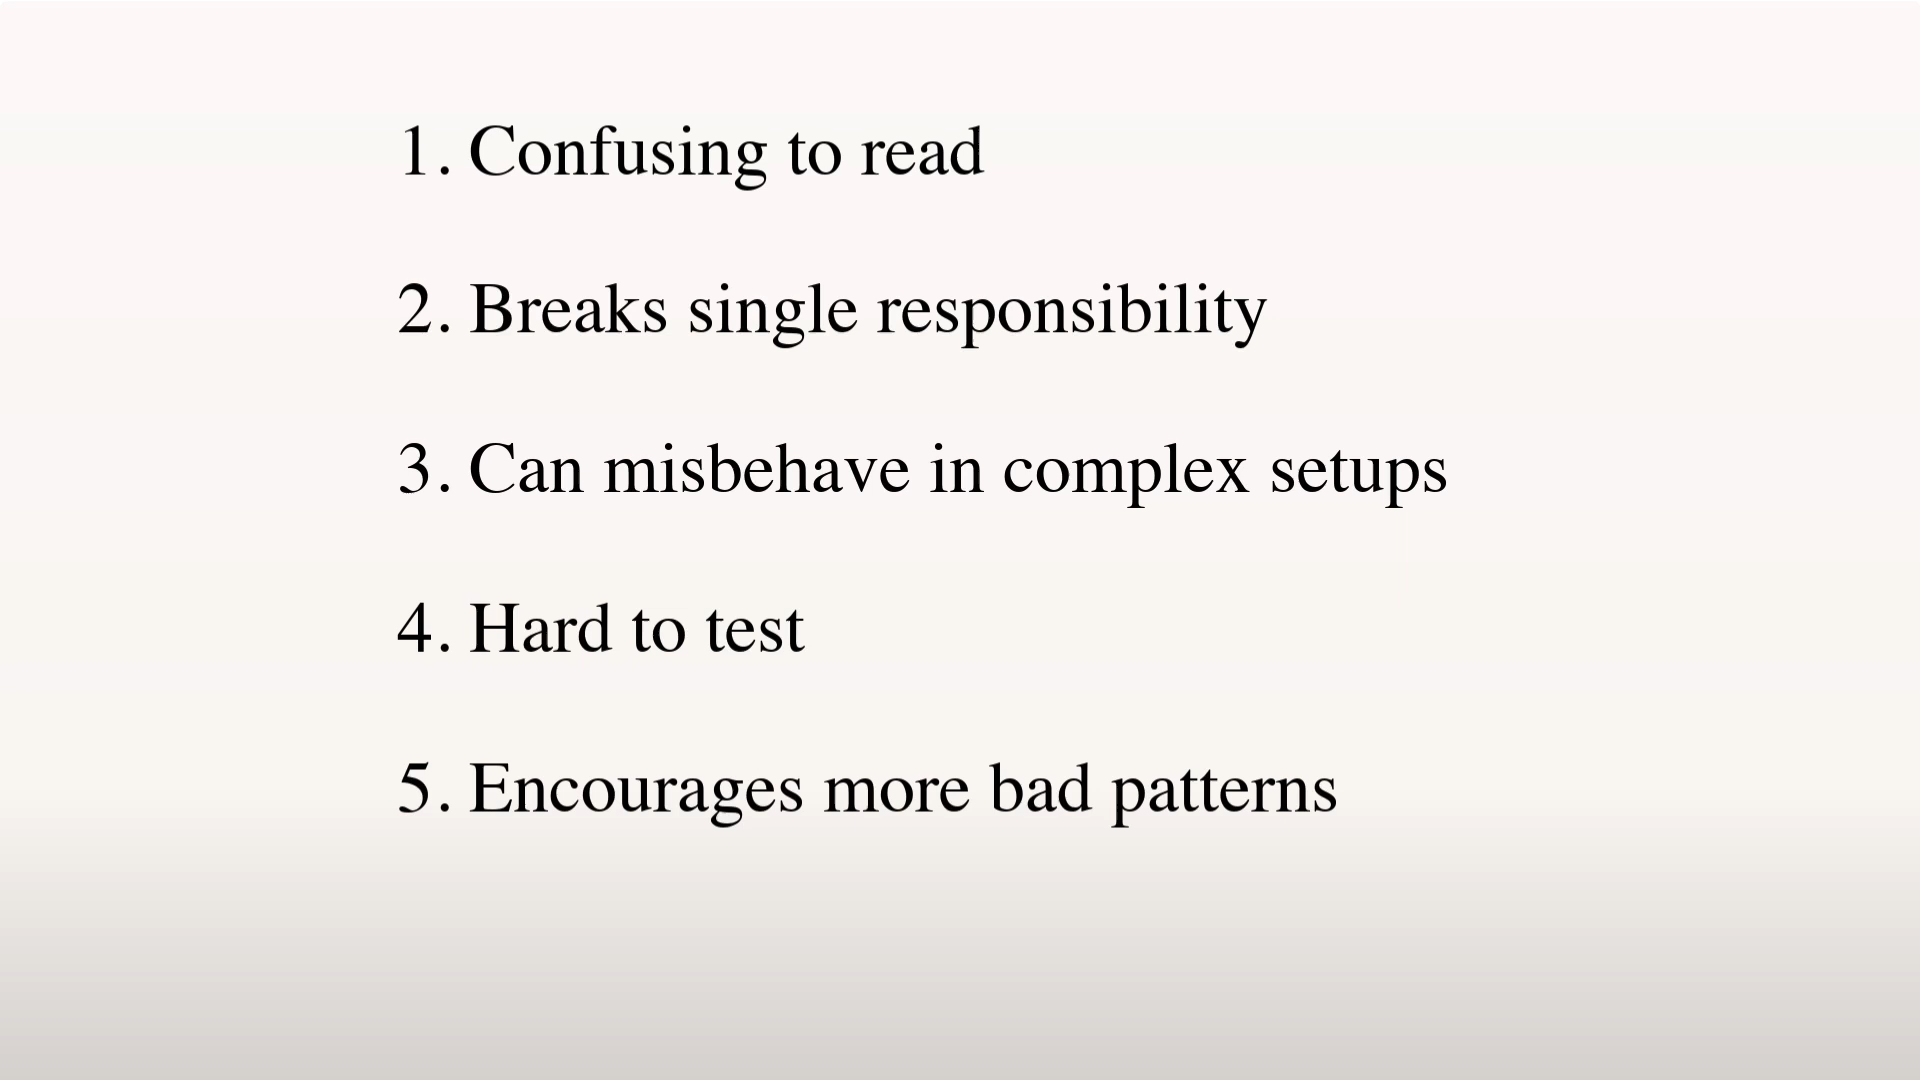 1. Confusing to read
2. Breaks single responsibility
3. Can misbehave in complex setups
4. Hard to test
5. Encourages more bad patterns